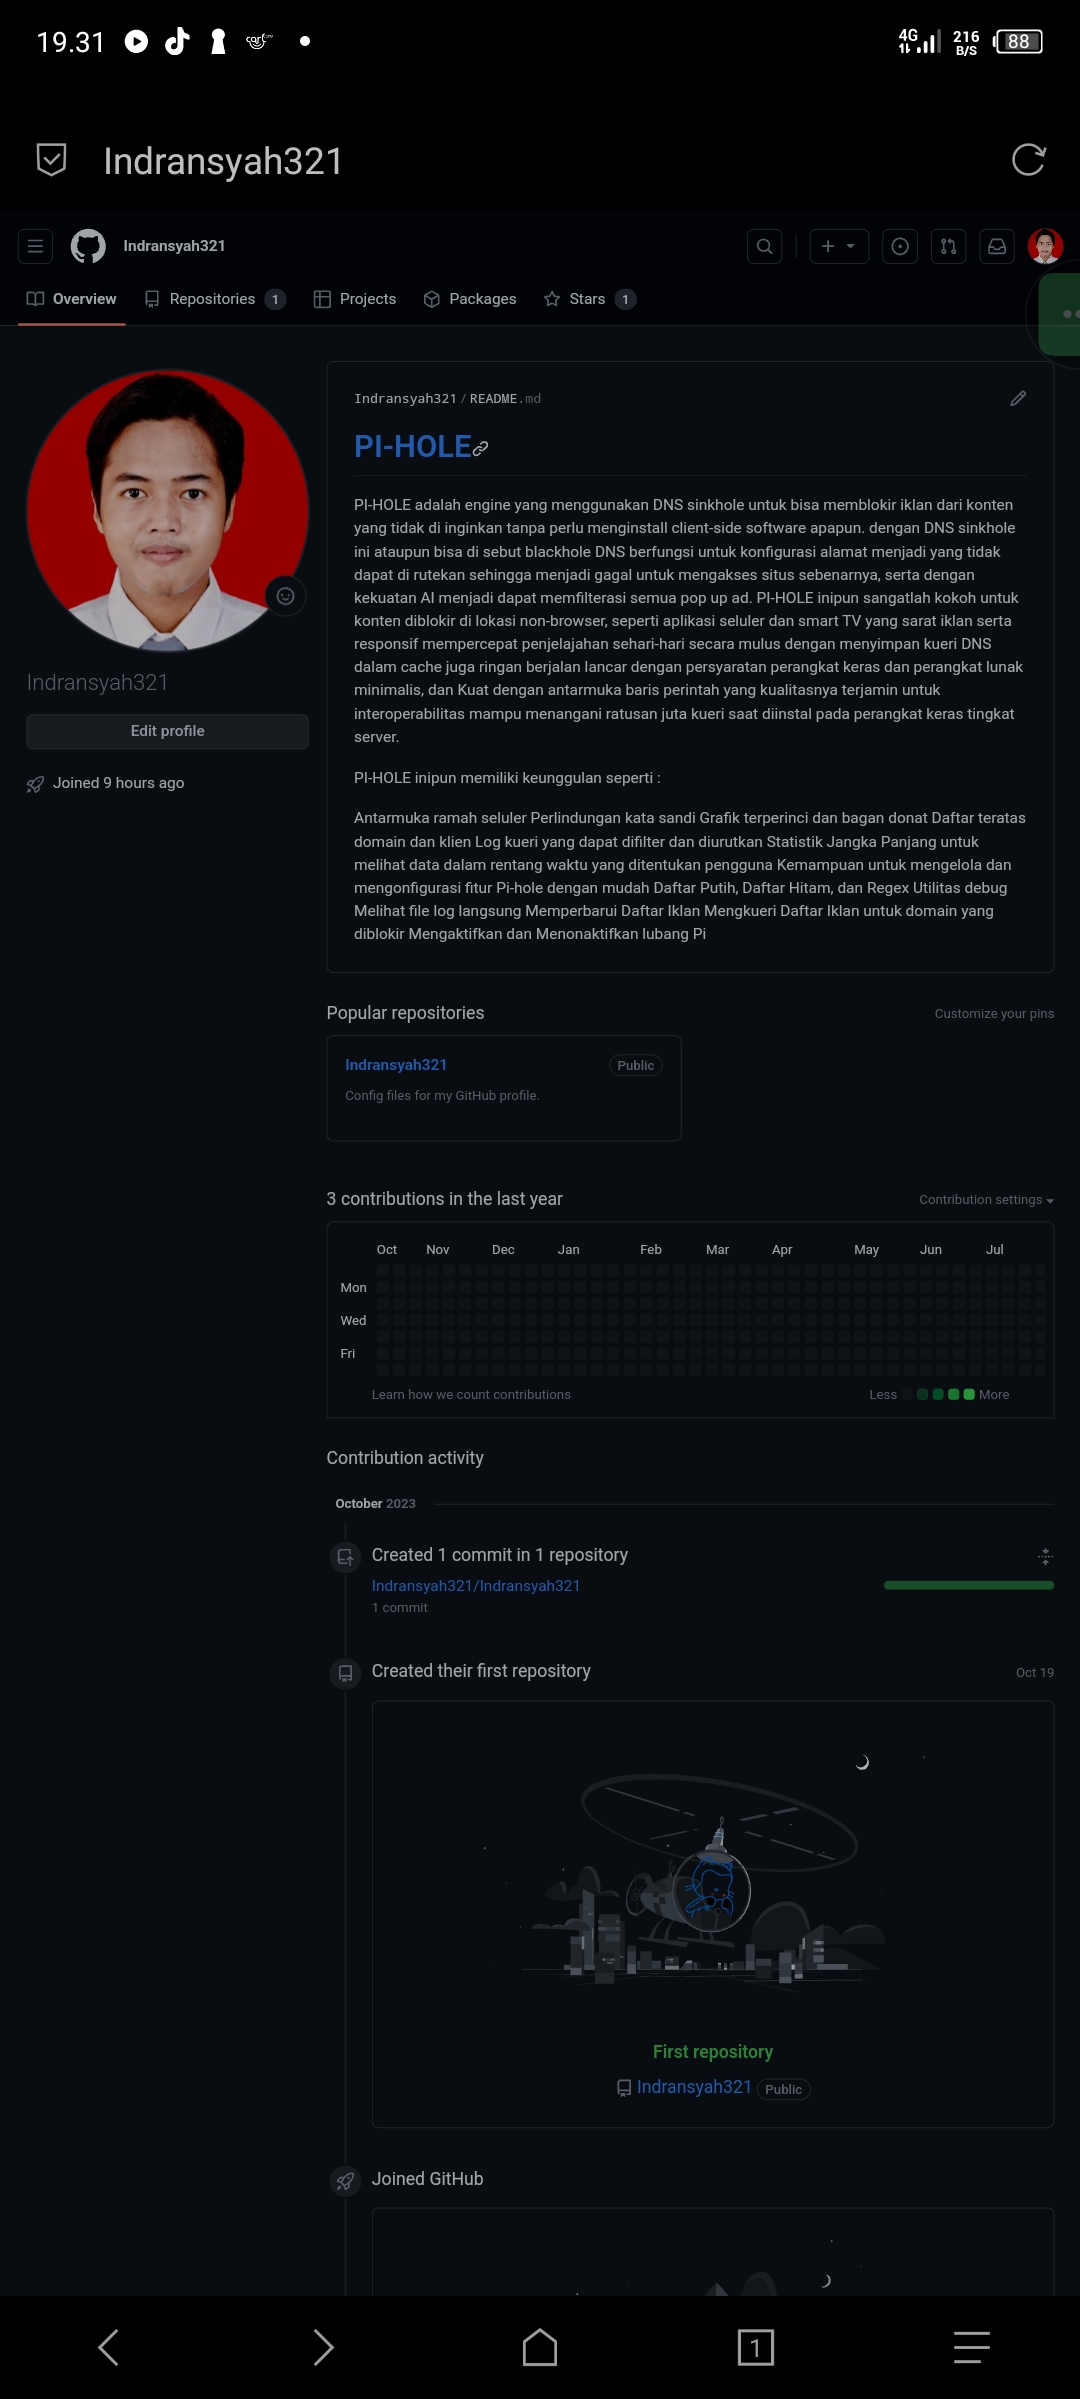 19.31
4G
216
B/S
88
Indransyah321
Indransyah321
Overview
Repositories 1
Projects
Packages
Stars 1
Indransyah321 / README.md
PI-HOLE
PI-HOLE adalah engine yang menggunakan DNS sinkhole untuk bisa memblokir iklan dari konten
yang tidak di inginkan tanpa perlu menginstall client-side software apapun. dengan DNS sinkhole
ini ataupun bisa di sebut blackhole DNS berfungsi untuk konfigurasi alamat menjadi yang tidak
dapat di rutekan sehingga menjadi gagal untuk mengakses situs sebenarnya, serta dengan
kekuatan AI menjadi dapat memfilterasi semua pop up ad. PI-HOLE inipun sangatlah kokoh untuk
konten diblokir di lokasi non-browser, seperti aplikasi seluler dan smart TV yang sarat iklan serta
responsif mempercepat penjelajahan sehari-hari secara mulus dengan menyimpan kueri DNS
dalam cache juga ringan berjalan lancar dengan persyaratan perangkat keras dan perangkat lunak
minimalis, dan Kuat dengan antarmuka baris perintah yang kualitasnya terjamin untuk
interoperabilitas mampu menangani ratusan juta kueri saat diinstal pada perangkat keras tingkat
server.
PI-HOLE inipun memiliki keunggulan seperti :
Antarmuka ramah seluler Perlindungan kata sandi Grafik terperinci dan bagan donat Daftar teratas
domain dan klien Log kueri yang dapat difilter dan diurutkan Statistik Jangka Panjang untuk
melihat data dalam rentang waktu yang ditentukan pengguna Kemampuan untuk mengelola dan
mengonfigurasi fitur Pi-hole dengan mudah Daftar Putih, Daftar Hitam, dan Regex Utilitas debug
Melihat file log langsung Memperbarui Daftar Iklan Mengkueri Daftar Iklan untuk domain yang
diblokir Mengaktifkan dan Menonaktifkan lubang Pi
Indransyah321
Edit profile
Joined 9 hours ago
Popular repositories
Customize your pins
Indransyah321
Public
Config files for my GitHub profile.
3 contributions in the last year
Contribution settings
Oct Nov Dec Jan Feb Mar Apr May Jun Jul
Mon
Wed
Fri
Learn how we count contributions
Less More
Contribution activity
October 2023
Created 1 commit in 1 repository
Indransyah321/Indransyah321
1 commit
Created their first repository
Oct 19
First repository
Indransyah321 Public
Joined GitHub
1